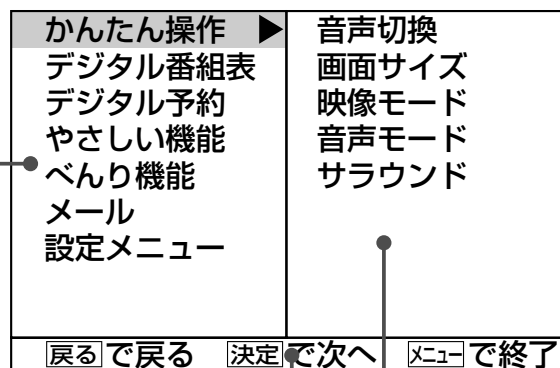 かんたん操作 ▶
デジタル番組表
デジタル予約
やさしい機能
べんり機能
メール
設定メニュー
音声切換
画面サイズ
映像モード
音声モード
サラウンド
戻る で戻る 決定 で次へ メニュー で終了